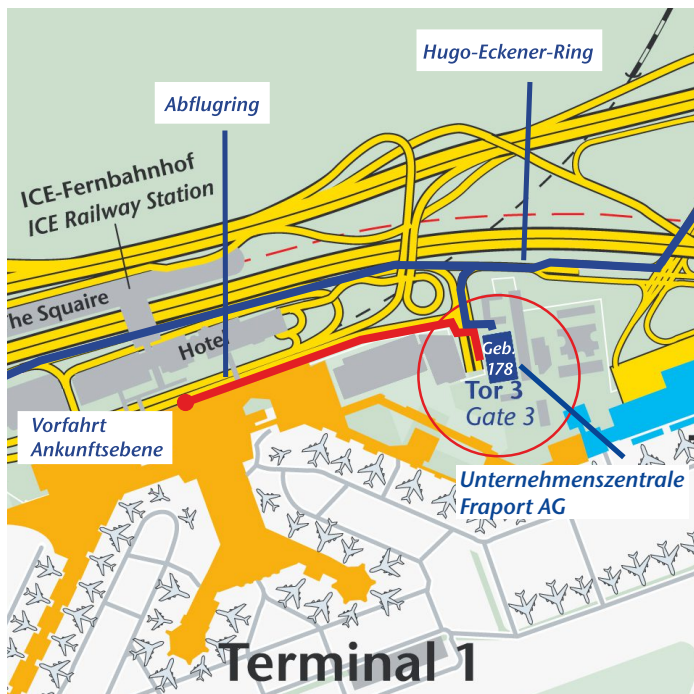 Hugo-Eckener-Ring
Abflugring
ICE-Fernbahnhof
ICE Railway Station
he Squaire
Hotel
Geb.
178
Tor 3
Gate 3
Vorfahrt
Ankunftsebene
Unternehmenszentrale
Fraport AG
Terminal 1